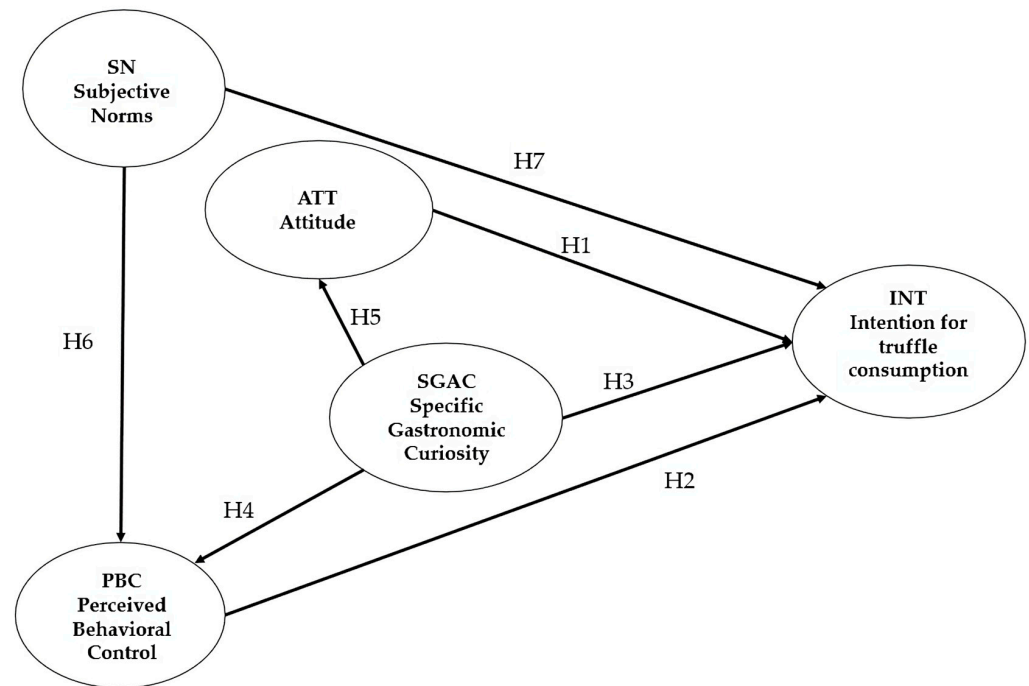 SN
Subjective
Norms
H7
ATT
Attitude
H1
INT
Intention for
truffle
consumption
H5
H6
SGAC
Specific
Gastronomic
Curiosity
H3
H2
H4
PBC
Perceived
Behavioral
Control